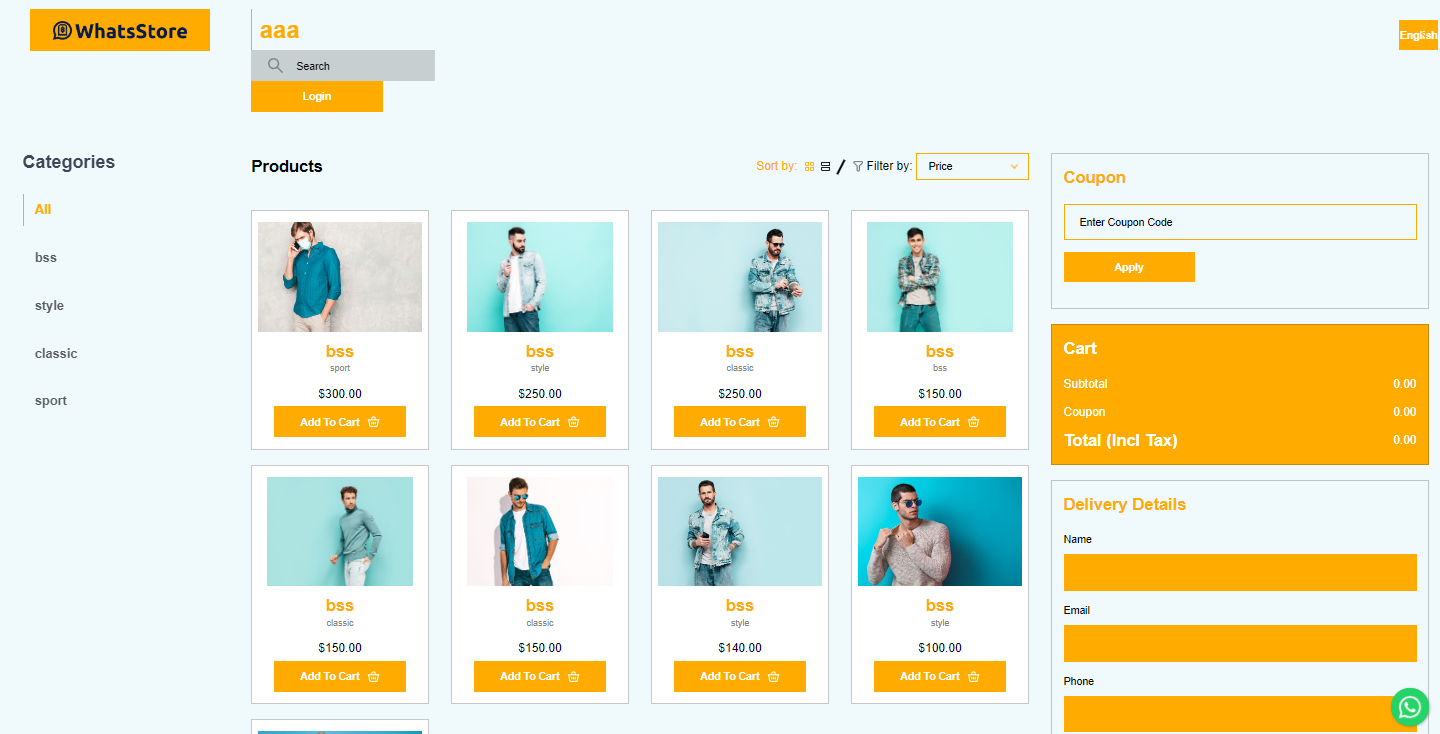 WhatsStore
aaa
English
Search
Login
Categories
All
bss
style
classic
sport
Products
Sort by: / Filter by: Price
bss
sport
$300.00
Add To Cart
bss
style
$250.00
Add To Cart
bss
classic
$250.00
Add To Cart
bss
bss
$150.00
Add To Cart
bss
classic
$150.00
Add To Cart
bss
classic
$150.00
Add To Cart
bss
style
$140.00
Add To Cart
bss
style
$100.00
Add To Cart
Coupon
Enter Coupon Code
Apply
Cart
Subtotal 0.00
Coupon 0.00
Total (Incl Tax) 0.00
Delivery Details
Name
Email
Phone